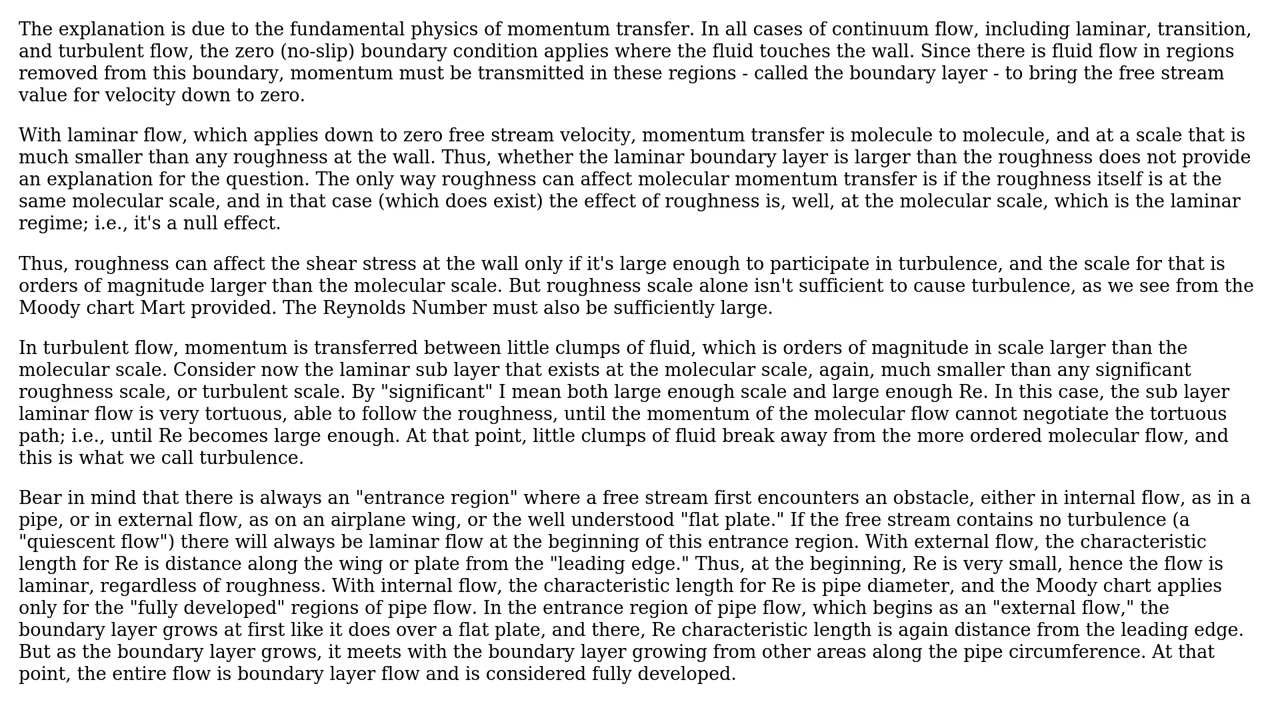 The explanation is due to the fundamental physics of momentum transfer. In all cases of continuum flow, including laminar, transition,
and turbulent flow, the zero (no-slip) boundary condition applies where the fluid touches the wall. Since there is fluid flow in regions
removed from this boundary, momentum must be transmitted in these regions - called the boundary layer - to bring the free stream
value for velocity down to zero.
With laminar flow, which applies down to zero free stream velocity, momentum transfer is molecule to molecule, and at a scale that is
much smaller than any roughness at the wall. Thus, whether the laminar boundary layer is larger than the roughness does not provide
an explanation for the question. The only way roughness can affect molecular momentum transfer is if the roughness itself is at the
same molecular scale, and in that case (which does exist) the effect of roughness is, well, at the molecular scale, which is the laminar
regime; i.e., it's a null effect.
Thus, roughness can affect the shear stress at the wall only if it's large enough to participate in turbulence, and the scale for that is
orders of magnitude larger than the molecular scale. But roughness scale alone isn't sufficient to cause turbulence, as we see from the
Moody chart Mart provided. The Reynolds Number must also be sufficiently large.
In turbulent flow, momentum is transferred between little clumps of fluid, which is orders of magnitude in scale larger than the
molecular scale. Consider now the laminar sub layer that exists at the molecular scale, again, much smaller than any significant
roughness scale, or turbulent scale. By "significant" I mean both large enough scale and large enough Re. In this case, the sub layer
laminar flow is very tortuous, able to follow the roughness, until the momentum of the molecular flow cannot negotiate the tortuous
path; i.e., until Re becomes large enough. At that point, little clumps of fluid break away from the more ordered molecular flow, and
this is what we call turbulence.
Bear in mind that there is always an "entrance region" where a free stream first encounters an obstacle, either in internal flow, as in a
pipe, or in external flow, as on an airplane wing, or the well understood "flat plate." If the free stream contains no turbulence (a
"quiescent flow") there will always be laminar flow at the beginning of this entrance region. With external flow, the characteristic
length for Re is distance along the wing or plate from the "leading edge." Thus, at the beginning, Re is very small, hence the flow is
laminar, regardless of roughness. With internal flow, the characteristic length for Re is pipe diameter, and the Moody chart applies
only for the "fully developed" regions of pipe flow. In the entrance region of pipe flow, which begins as an "external flow," the
boundary layer grows at first like it does over a flat plate, and there, Re characteristic length is again distance from the leading edge.
But as the boundary layer grows, it meets with the boundary layer growing from other areas along the pipe circumference. At that
point, the entire flow is boundary layer flow and is considered fully developed.